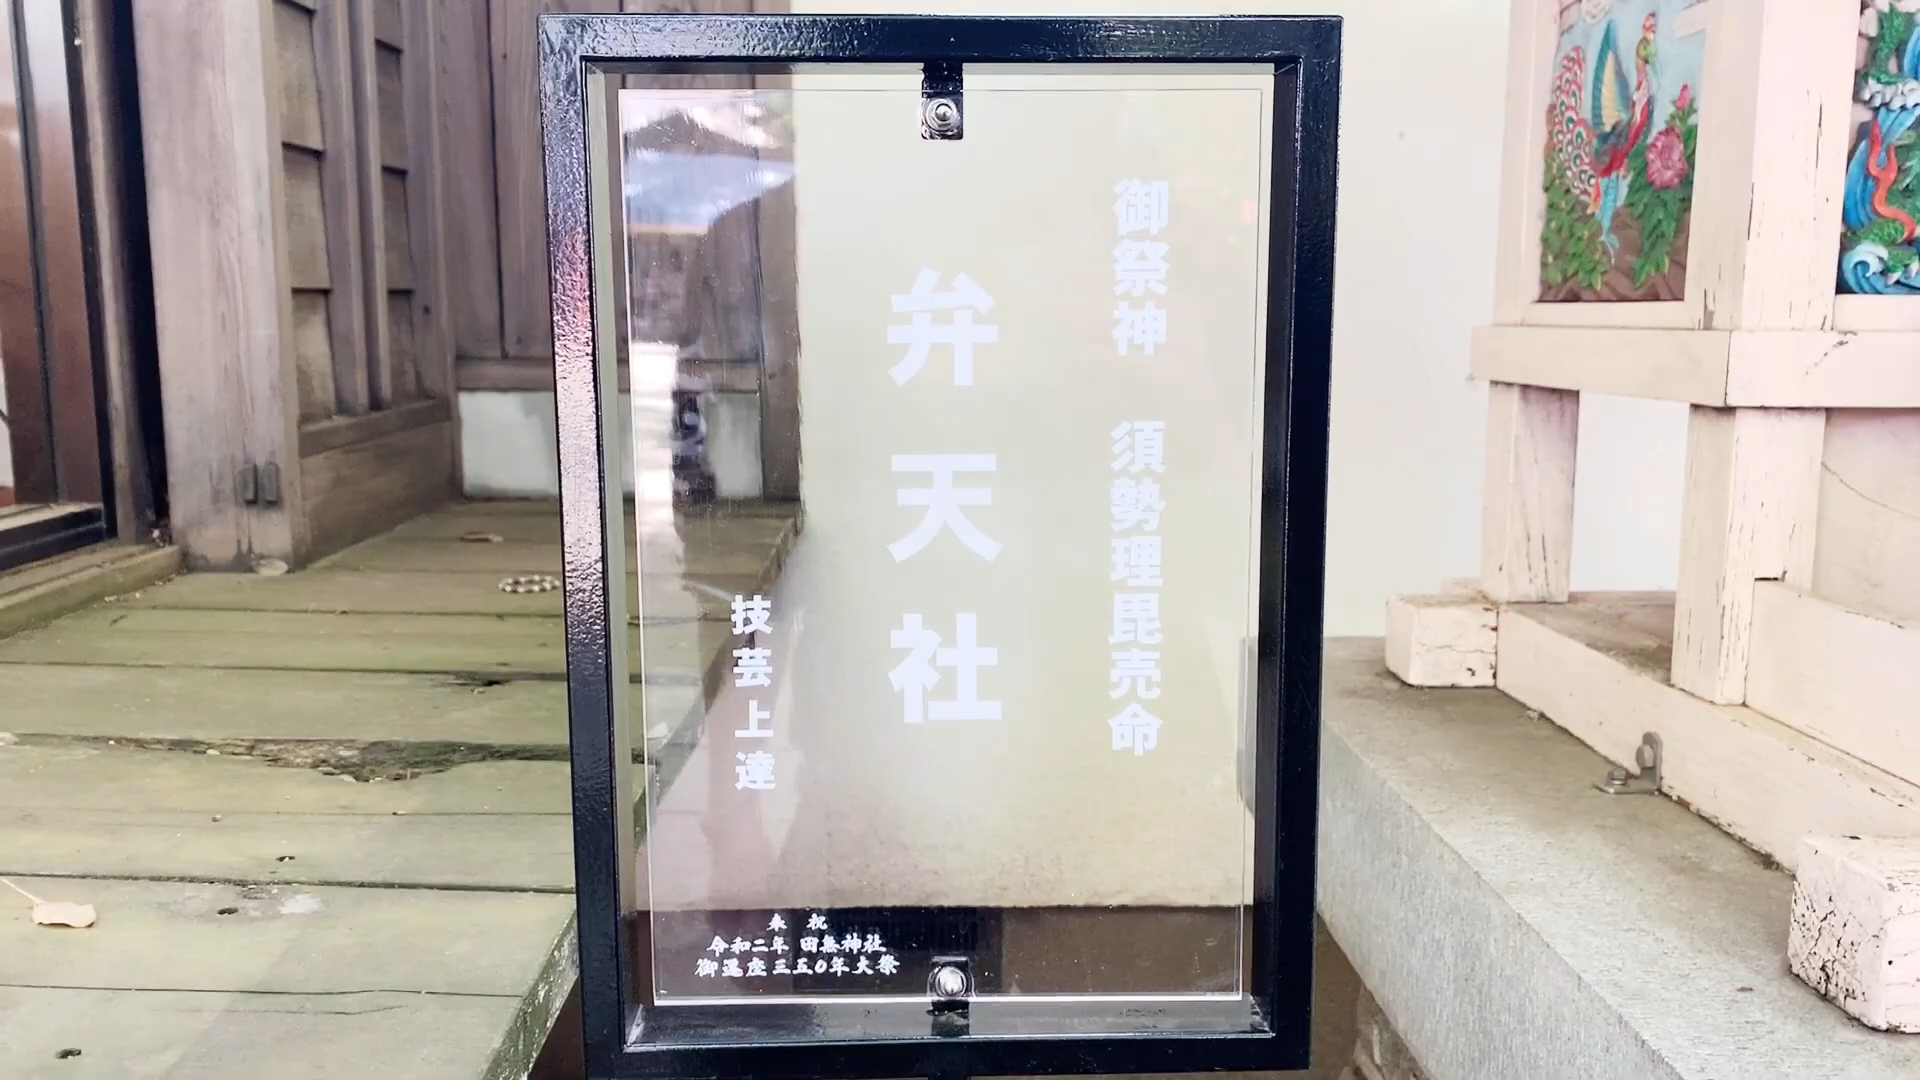 御祭神　須勢理毘売命
弁天社
技芸上達
奉祝
令和二年 田無神社
御遷座三五〇年大祭